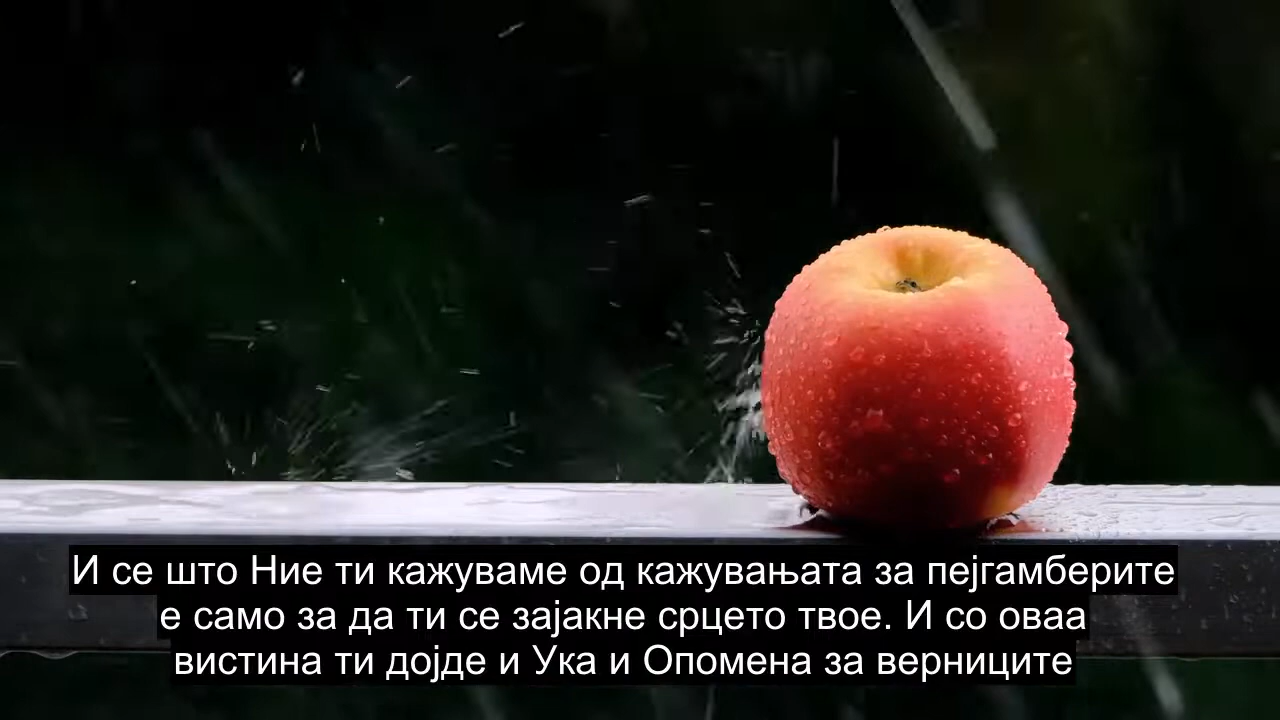 И се што Ние ти кажуваме од кажувањата за пејгамберите
е само за да ти се зајакне срцето твое. И со оваа
вистина ти дојде и Ука и Опомена за верниците